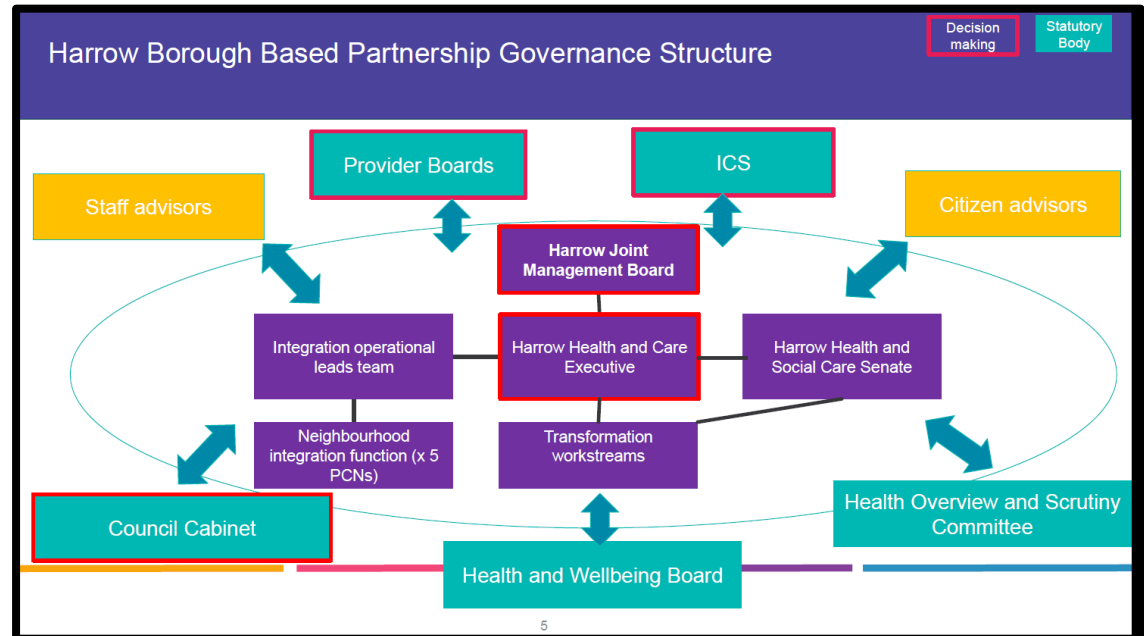 Harrow Borough Based Partnership Governance Structure
Decision
making
Statutory
Body
Provider Boards
ICS
Staff advisors
Citizen advisors
Harrow Joint
Management Board
Integration operational
leads team
Harrow Health and Care
Executive
Harrow Health and
Social Care Senate
Neighbourhood
integration function (x 5
PCNs)
Transformation
workstreams
Council Cabinet
Health Overview and Scrutiny
Committee
Health and Wellbeing Board
5